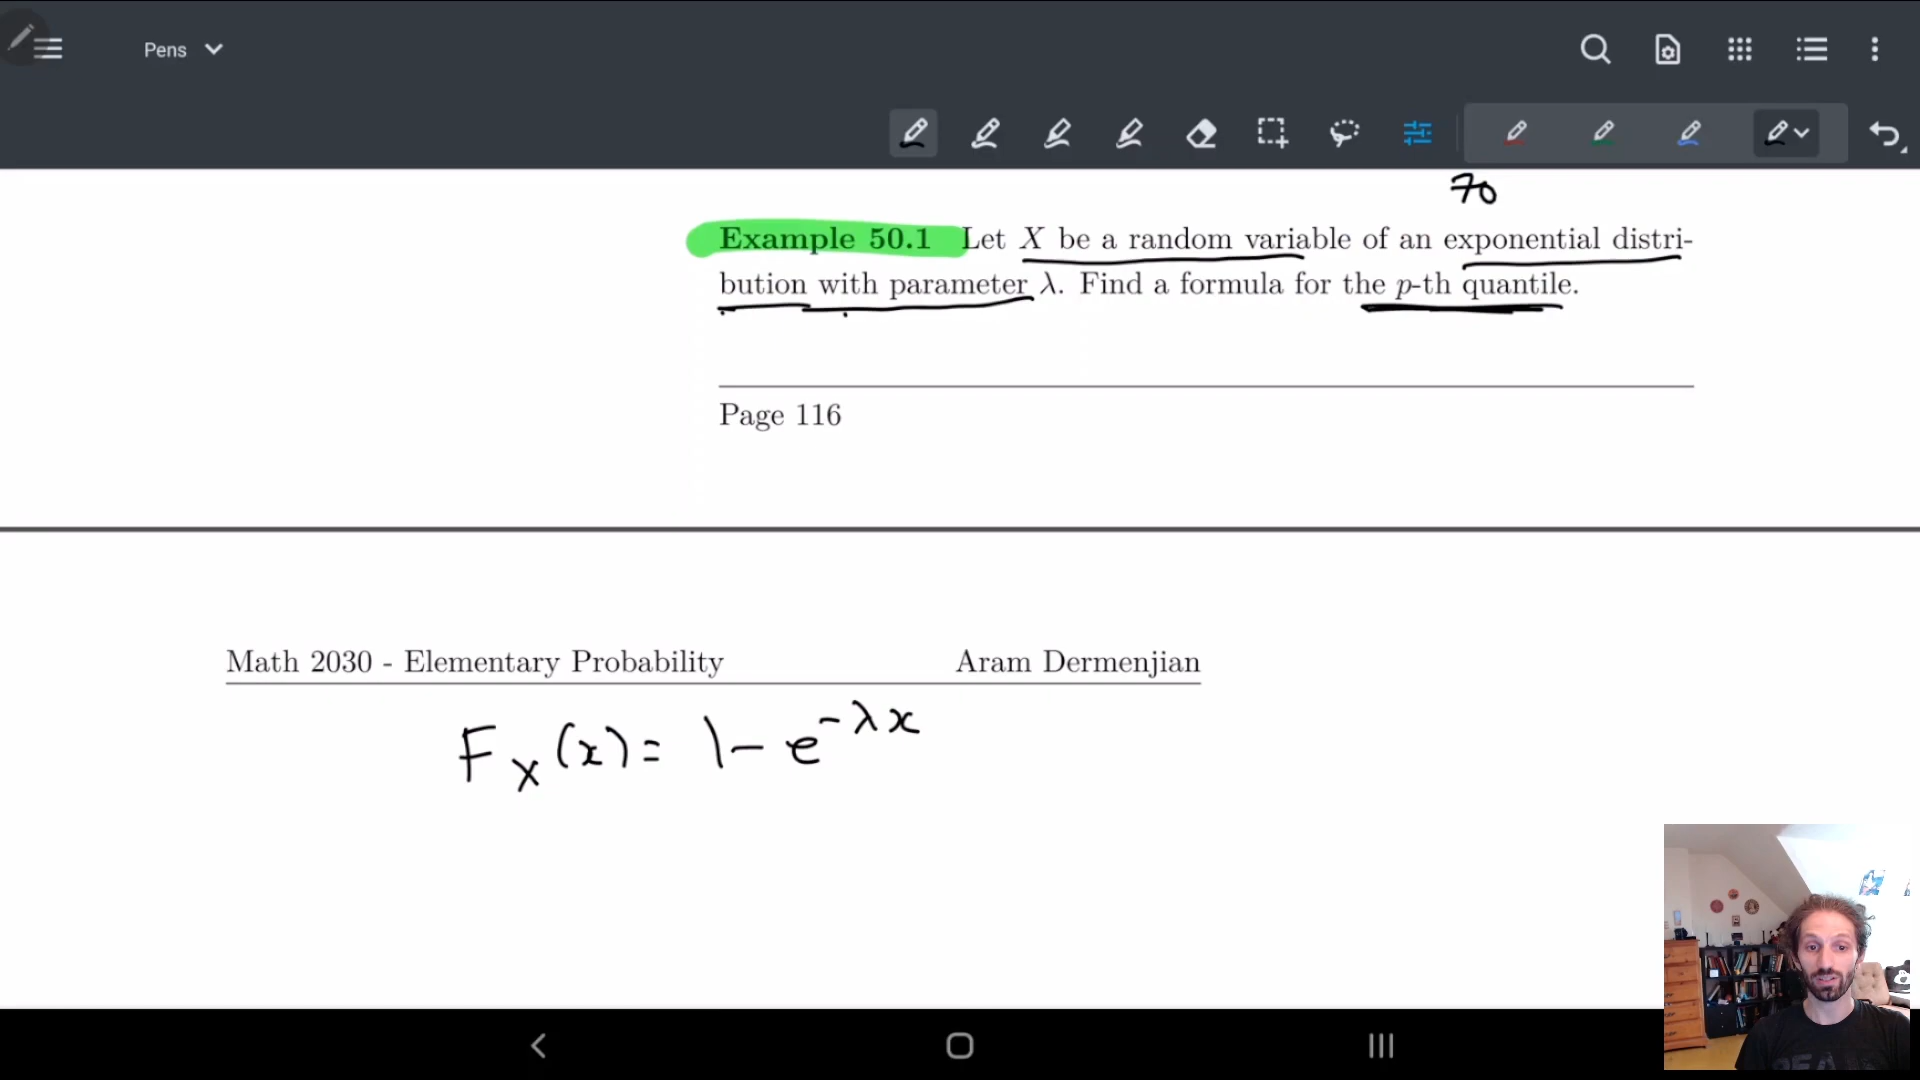 Pens
70
Example 50.1 Let X be a random variable of an exponential distri-
bution with parameter λ. Find a formula for the p-th quantile.
Page 116
Math 2030 - Elementary Probability Aram Dermenjian
F_X(x) = 1 - e^{-λx}